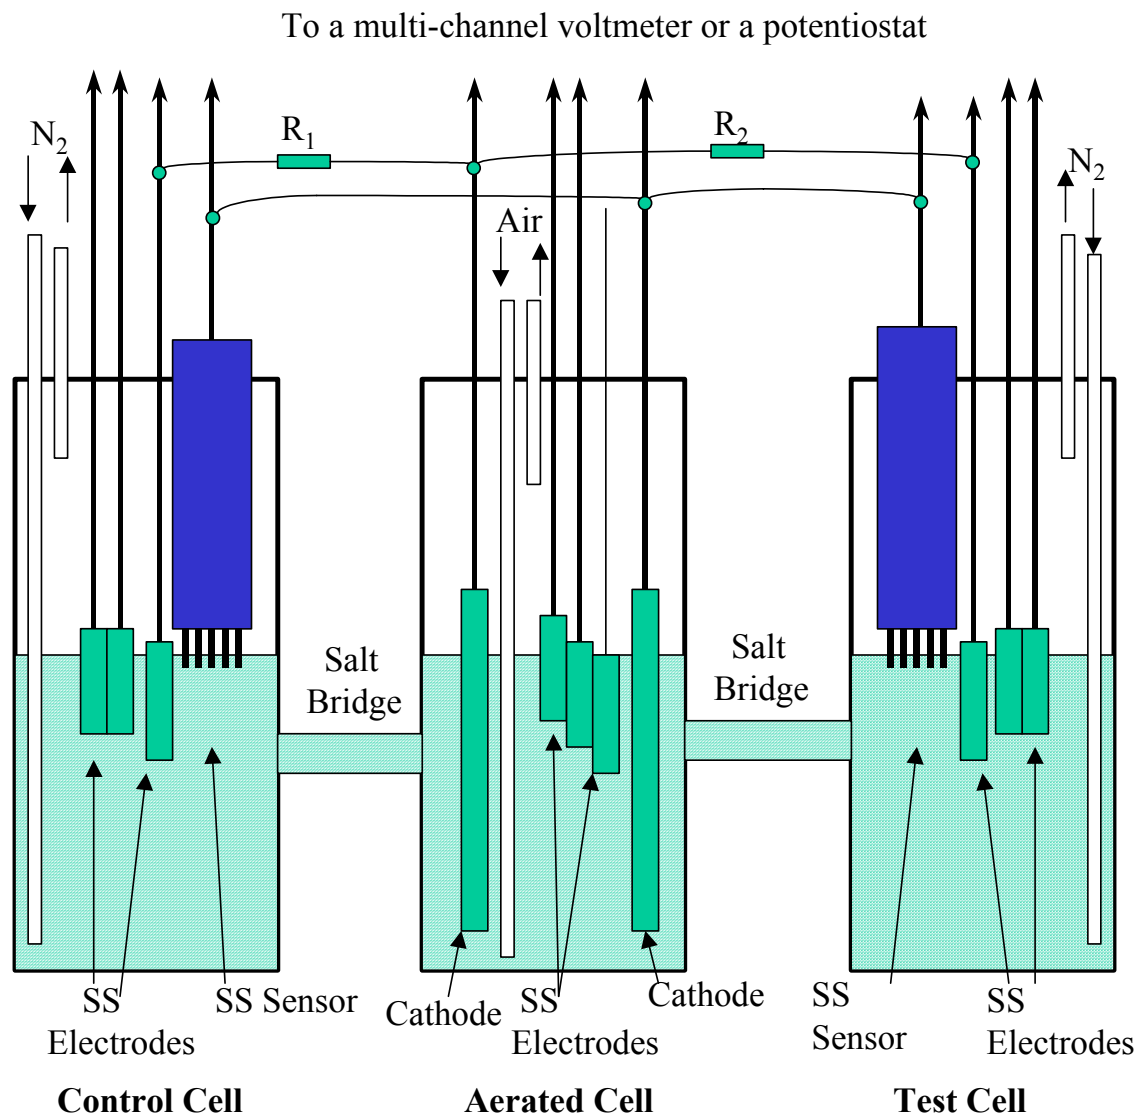 To a multi-channel voltmeter or a potentiostat
N2
R1
R2
N2
Air
Salt
Bridge
Salt
Bridge
SS
Electrodes
SS Sensor
Cathode
SS
Electrodes
Cathode
SS
Sensor
SS
Electrodes
Control Cell
Aerated Cell
Test Cell